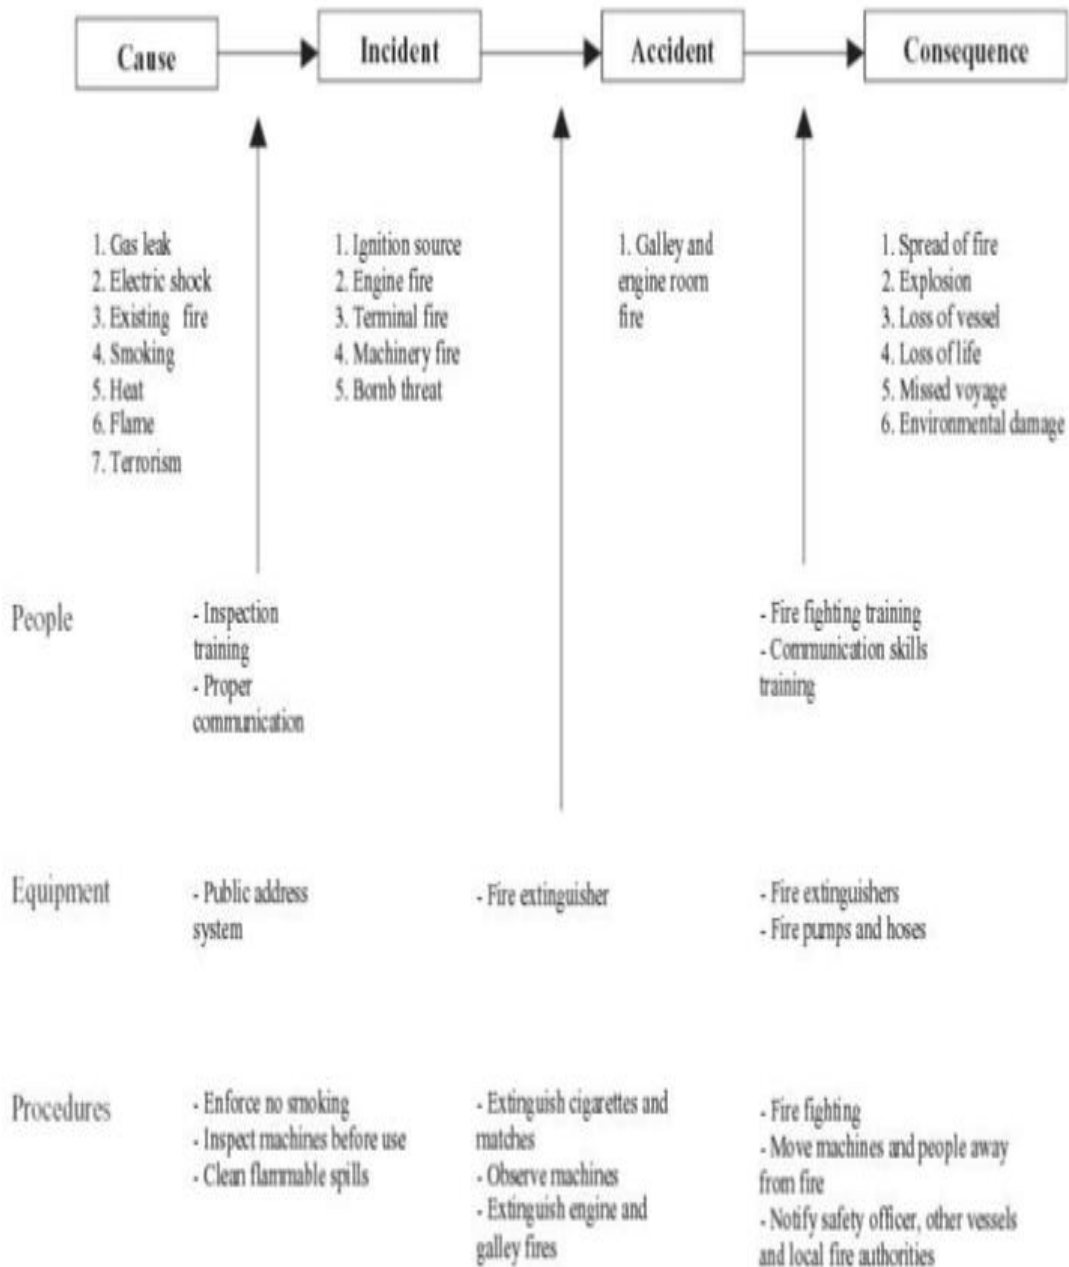 Cause
Incident
Accident
Consequence
1. Gas leak
2. Electric shock
3. Existing fire
4. Smoking
5. Heat
6. Flame
7. Terrorism
1. Ignition source
2. Engine fire
3. Terminal fire
4. Machinery fire
5. Bomb threat
1. Galley and
engine room
fire
1. Spread of fire
2. Explosion
3. Loss of vessel
4. Loss of life
5. Missed voyage
6. Environmental damage
People
- Inspection
training
- Proper
communication
- Fire fighting training
- Communication skills
training
Equipment
- Public address
system
- Fire extinguisher
- Fire extinguishers
- Fire pumps and hoses
Procedures
- Enforce no smoking
- Inspect machines before use
- Clean flammable spills
- Extinguish cigarettes and
matches
- Observe machines
- Extinguish engine and
galley fires
- Fire fighting
- Move machines and people away
from fire
- Notify safety officer, other vessels
and local fire authorities